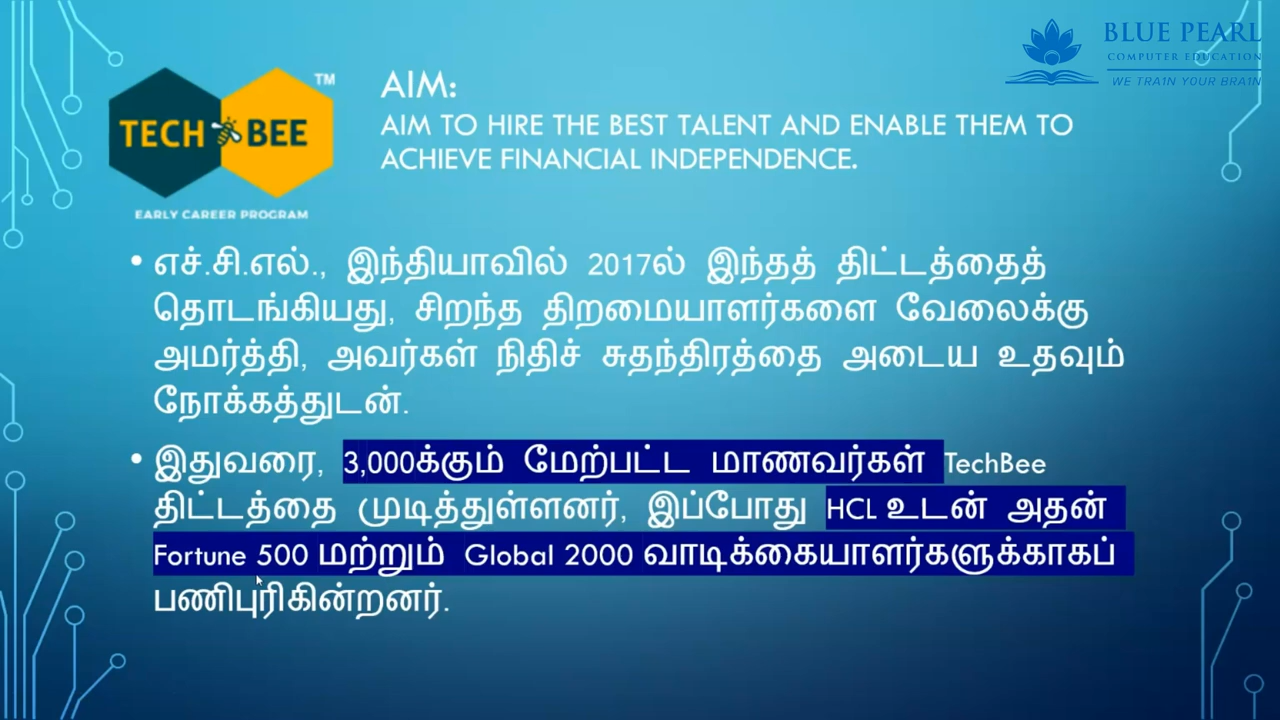 BLUE PEARL
COMPUTER EDUCATION
WE TRA1N YOUR BRA1N
TECH BEE
TM
EARLY CAREER PROGRAM
AIM:
AIM TO HIRE THE BEST TALENT AND ENABLE THEM TO
ACHIEVE FINANCIAL INDEPENDENCE.
• எச்.சி.எல்., இந்தியாவில் 2017ல் இந்தத் திட்டத்தைத்
தொடங்கியது, சிறந்த திறமையாளர்களை வேலைக்கு
அமர்த்தி, அவர்கள் நிதிச் சுதந்திரத்தை அடைய உதவும்
நோக்கத்துடன்.
• இதுவரை, 3,000க்கும் மேற்பட்ட மாணவர்கள் TechBee
திட்டத்தை முடித்துள்ளனர், இப்போது HCL உடன் அதன்
Fortune 500 மற்றும் Global 2000 வாடிக்கையாளர்களுக்காகப்
பணிபுரிகின்றனர்.